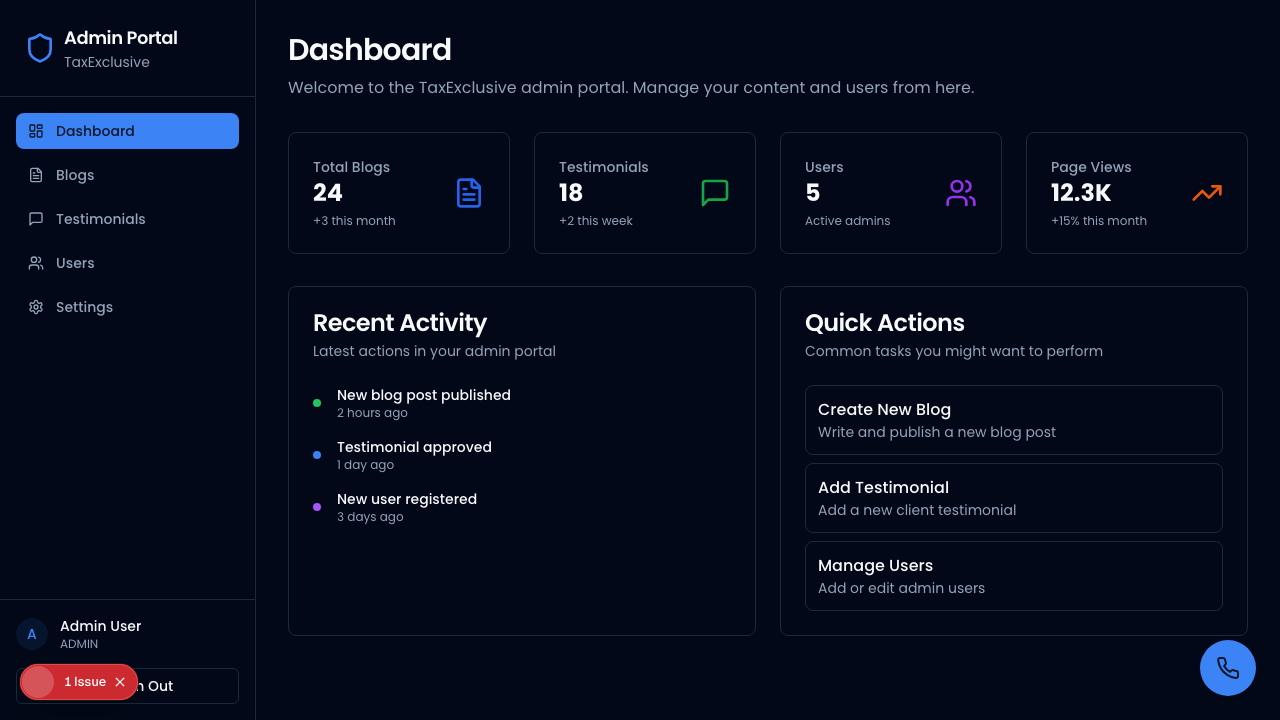 Admin Portal
TaxExclusive
Dashboard
Blogs
Testimonials
Users
Settings
A
Admin User
ADMIN
1 Issue
Out
Dashboard
Welcome to the TaxExclusive admin portal. Manage your content and users from here.
Total Blogs
24
+3 this month
Testimonials
18
+2 this week
Users
5
Active admins
Page Views
12.3K
+15% this month
Recent Activity
Latest actions in your admin portal
New blog post published
2 hours ago
Testimonial approved
1 day ago
New user registered
3 days ago
Quick Actions
Common tasks you might want to perform
Create New Blog
Write and publish a new blog post
Add Testimonial
Add a new client testimonial
Manage Users
Add or edit admin users